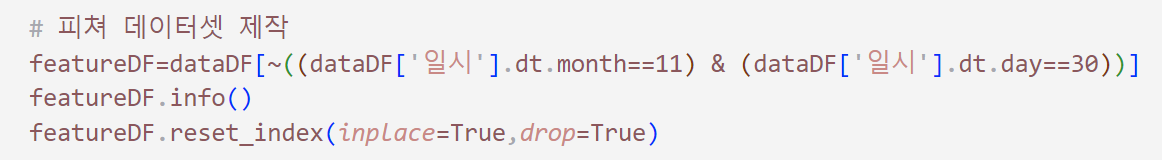 # 피쳐 데이터셋 제작
featureDF=dataDF[~((dataDF['일시'].dt.month==11) & (dataDF['일시'].dt.day==30))]
featureDF.info()
featureDF.reset_index(inplace=True,drop=True)